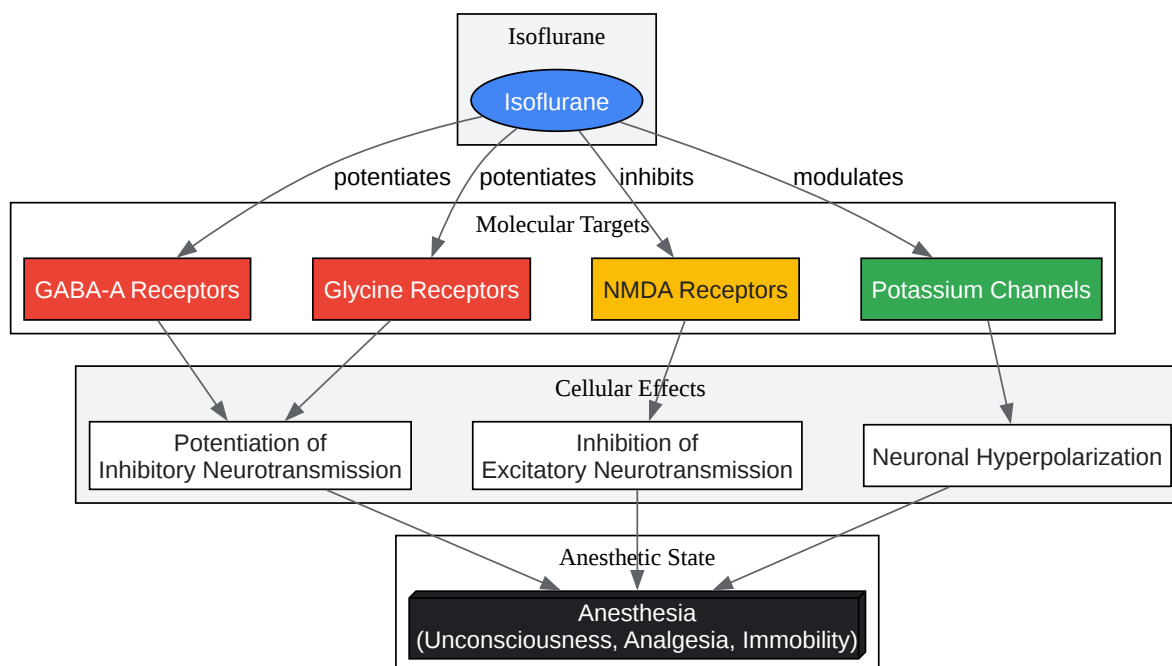 Isoflurane
Isoflurane
potentiates
potentiates
inhibits
modulates
Molecular Targets
GABA-A Receptors
Glycine Receptors
NMDA Receptors
Potassium Channels
Cellular Effects
Potentiation of
Inhibitory Neurotransmission
Inhibition of
Excitatory Neurotransmission
Neuronal Hyperpolarization
Anesthetic State
Anesthesia
(Unconsciousness, Analgesia, Immobility)